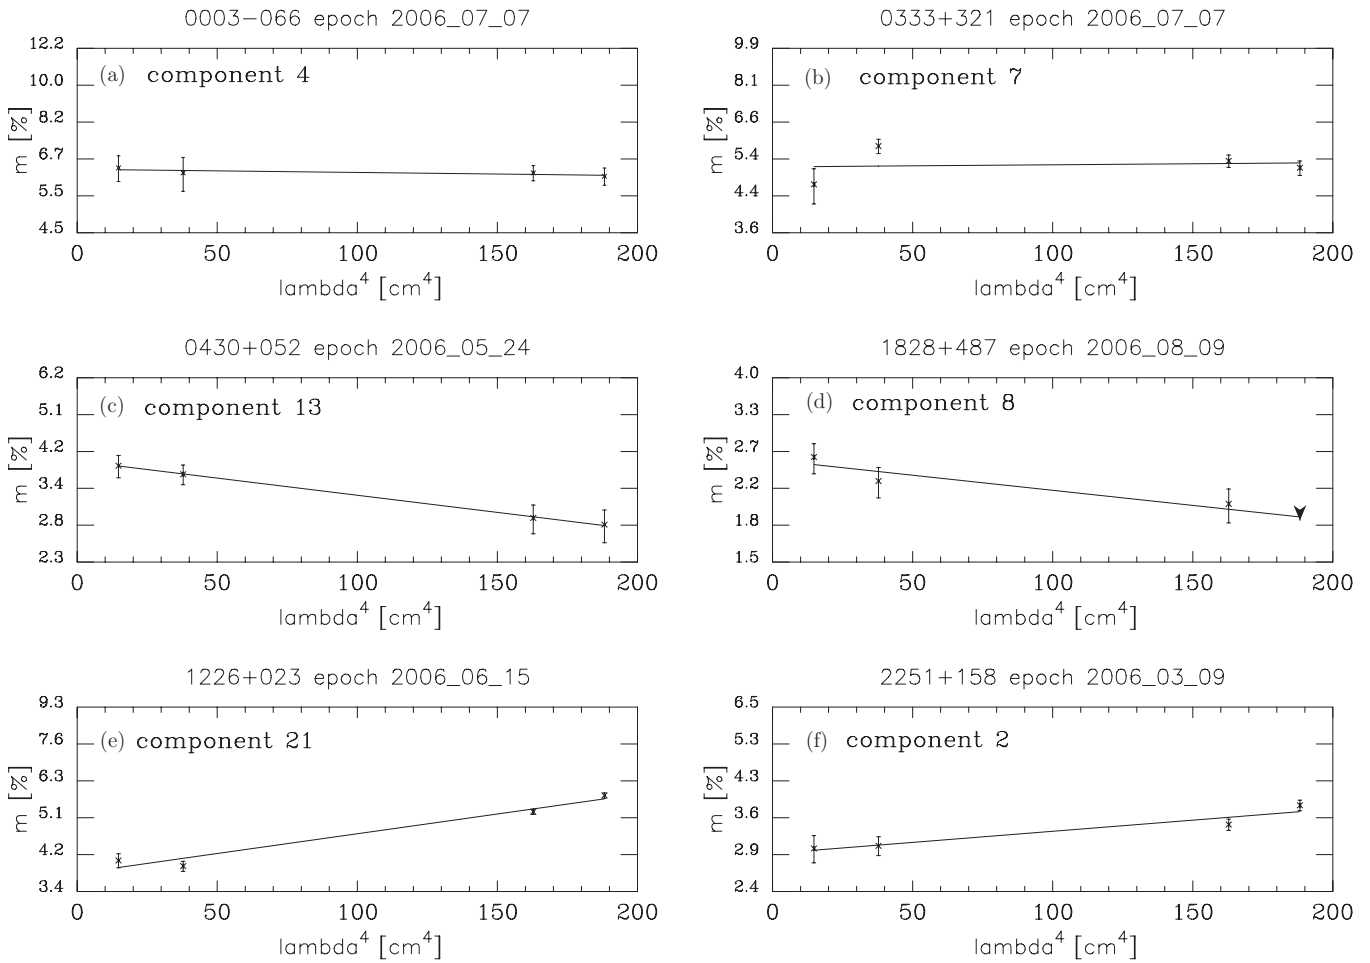 0003−066 epoch 2006_07_07
(a) component 4
12.2
10.0
8.2
6.7
5.5
4.5
m [%]
0 50 100 150 200
lambda⁴ [cm⁴]
0333+321 epoch 2006_07_07
(b) component 7
9.9
8.1
6.6
5.4
4.4
3.6
m [%]
0 50 100 150 200
lambda⁴ [cm⁴]
0430+052 epoch 2006_05_24
(c) component 13
6.2
5.1
4.2
3.4
2.8
2.3
m [%]
0 50 100 150 200
lambda⁴ [cm⁴]
1828+487 epoch 2006_08_09
(d) component 8
4.0
3.3
2.7
2.2
1.8
1.5
m [%]
0 50 100 150 200
lambda⁴ [cm⁴]
1226+023 epoch 2006_06_15
(e) component 21
9.3
7.6
6.3
5.1
4.2
3.4
m [%]
0 50 100 150 200
lambda⁴ [cm⁴]
2251+158 epoch 2006_03_09
(f) component 2
6.5
5.3
4.3
3.6
2.9
2.4
m [%]
0 50 100 150 200
lambda⁴ [cm⁴]